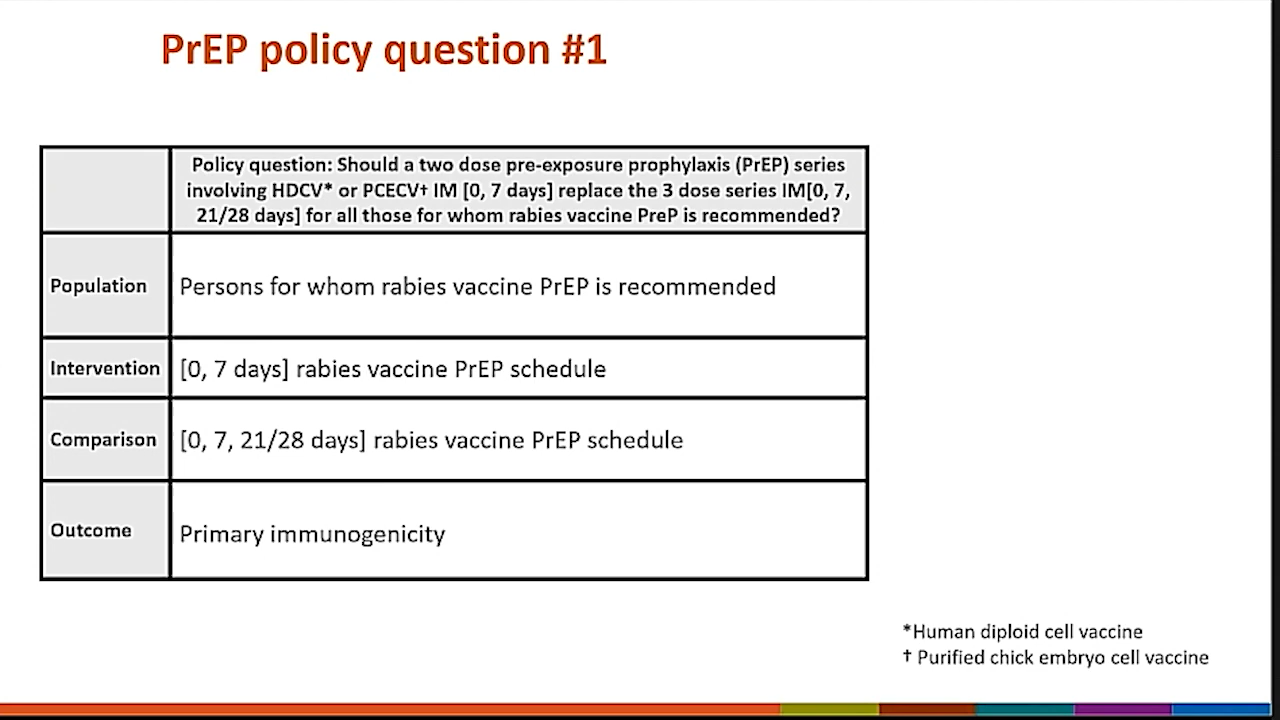 PrEP policy question #1
Policy question: Should a two dose pre-exposure prophylaxis (PrEP) series
involving HDCV* or PCECV† IM [0, 7 days] replace the 3 dose series IM[0, 7,
21/28 days] for all those for whom rabies vaccine PreP is recommended?
Population
Persons for whom rabies vaccine PrEP is recommended
Intervention
[0, 7 days] rabies vaccine PrEP schedule
Comparison
[0, 7, 21/28 days] rabies vaccine PrEP schedule
Outcome
Primary immunogenicity
*Human diploid cell vaccine
† Purified chick embryo cell vaccine